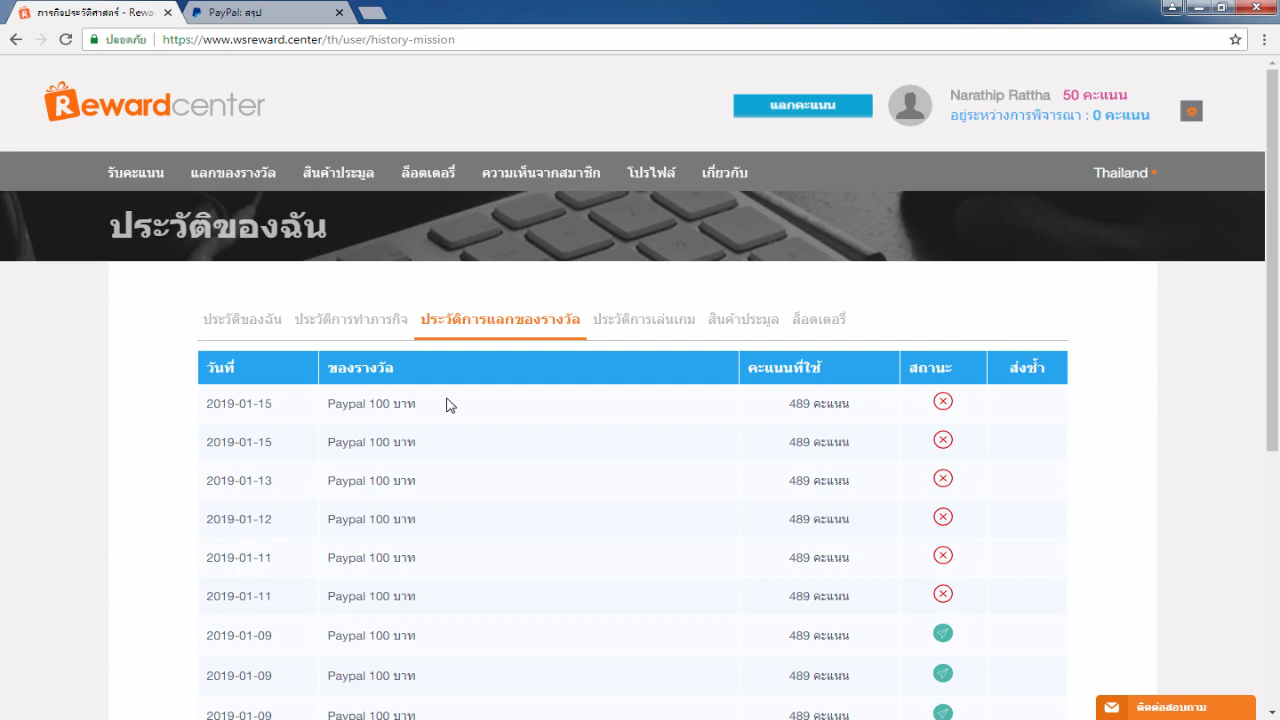 ภารกิจประวัติศาสตร์ - Rewa
PayPal: สรุป
ปลอดภัย
https://www.wsreward.center/th/user/history-mission
Rewardcenter
แลกคะแนน
Narathip Rattha 50 คะแนน
อยู่ระหว่างการพิจารณา : 0 คะแนน
รับคะแนน แลกของรางวัล สินค้าประมูล ล็อตเตอรี่ ความเห็นจากสมาชิก โปรไฟล์ เกี่ยวกับ Thailand
ประวัติของฉัน
ประวัติของฉัน ประวัติการทำภารกิจ ประวัติการแลกของรางวัล ประวัติการเล่นเกม สินค้าประมูล ล็อตเตอรี่
วันที่ ของรางวัล คะแนนที่ใช้ สถานะ ส่งซ้ำ
2019-01-15 Paypal 100 บาท 489 คะแนน
2019-01-15 Paypal 100 บาท 489 คะแนน
2019-01-13 Paypal 100 บาท 489 คะแนน
2019-01-12 Paypal 100 บาท 489 คะแนน
2019-01-11 Paypal 100 บาท 489 คะแนน
2019-01-11 Paypal 100 บาท 489 คะแนน
2019-01-09 Paypal 100 บาท 489 คะแนน
2019-01-09 Paypal 100 บาท 489 คะแนน
2019-01-09 Paypal 100 บาท 489 คะแนน
ติดต่อสอบถาม